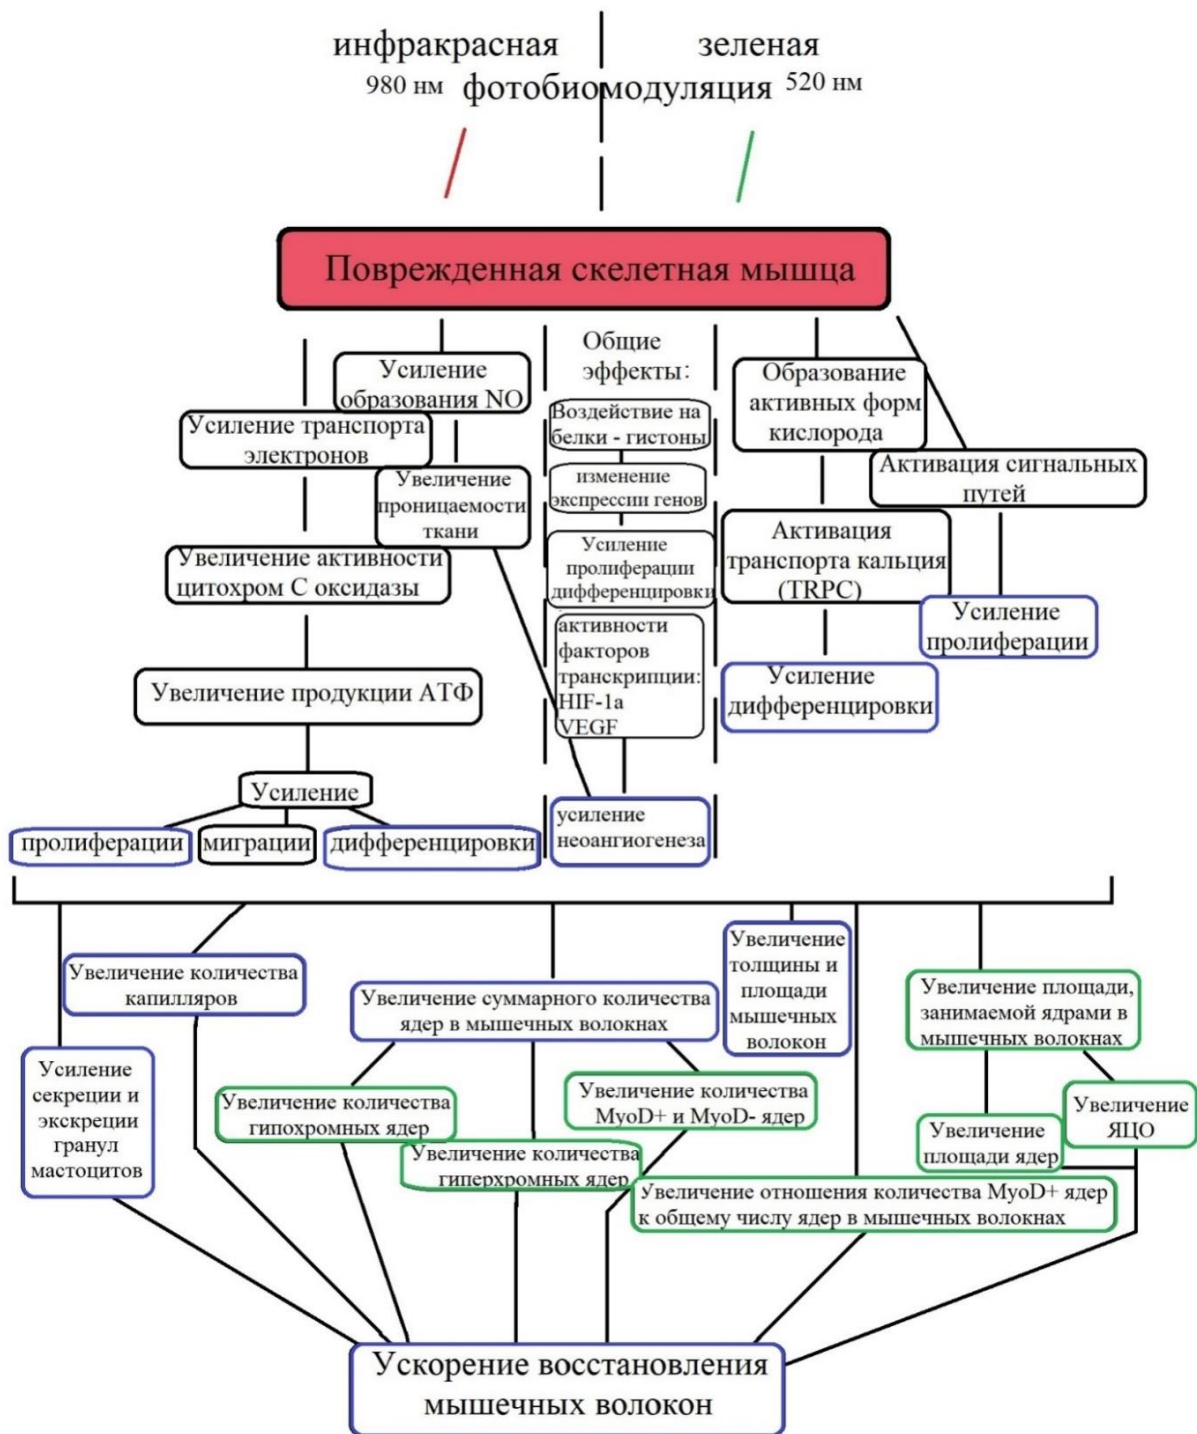 инфракрасная
зеленая
980 нм
фотобиомодуляция
520 нм
Поврежденная скелетная мышца
Усиление
образования NO
Усиление транспорта
электронов
Увеличение
проницаемости
ткани
Увеличение активности
цитохром С оксидазы
Увеличение продукции АТФ
Усиление
пролиферации
миграции
дифференцировки
Общие
эффекты:
Воздействие на
белки - гистоны
изменение
экспрессии генов
Усиление
пролиферации
дифференцировки
активности
факторов
транскрипции:
HIF-1a
VEGF
усиление
неоангиогенеза
Образование
активных форм
кислорода
Активация сигнальных
путей
Активация
транспорта кальция
(TRPC)
Усиление
пролиферации
Усиление
дифференцировки
Увеличение количества
капилляров
Усиление
секреции и
экскреции
гранул
мастоцитов
Увеличение суммарного количества
ядер в мышечных волокнах
Увеличение количества
гипохромных ядер
Увеличение количества
гиперхромных ядер
Увеличение количества
MyoD+ и MyoD- ядер
Увеличение
толщины и
площади
мышечных
волокон
Увеличение площади,
занимаемой ядрами в
мышечных волокнах
Увеличение
площади ядер
Увеличение
ЯЦО
Увеличение отношения количества MyoD+ ядер
к общему числу ядер в мышечных волокнах
Ускорение восстановления
мышечных волокон